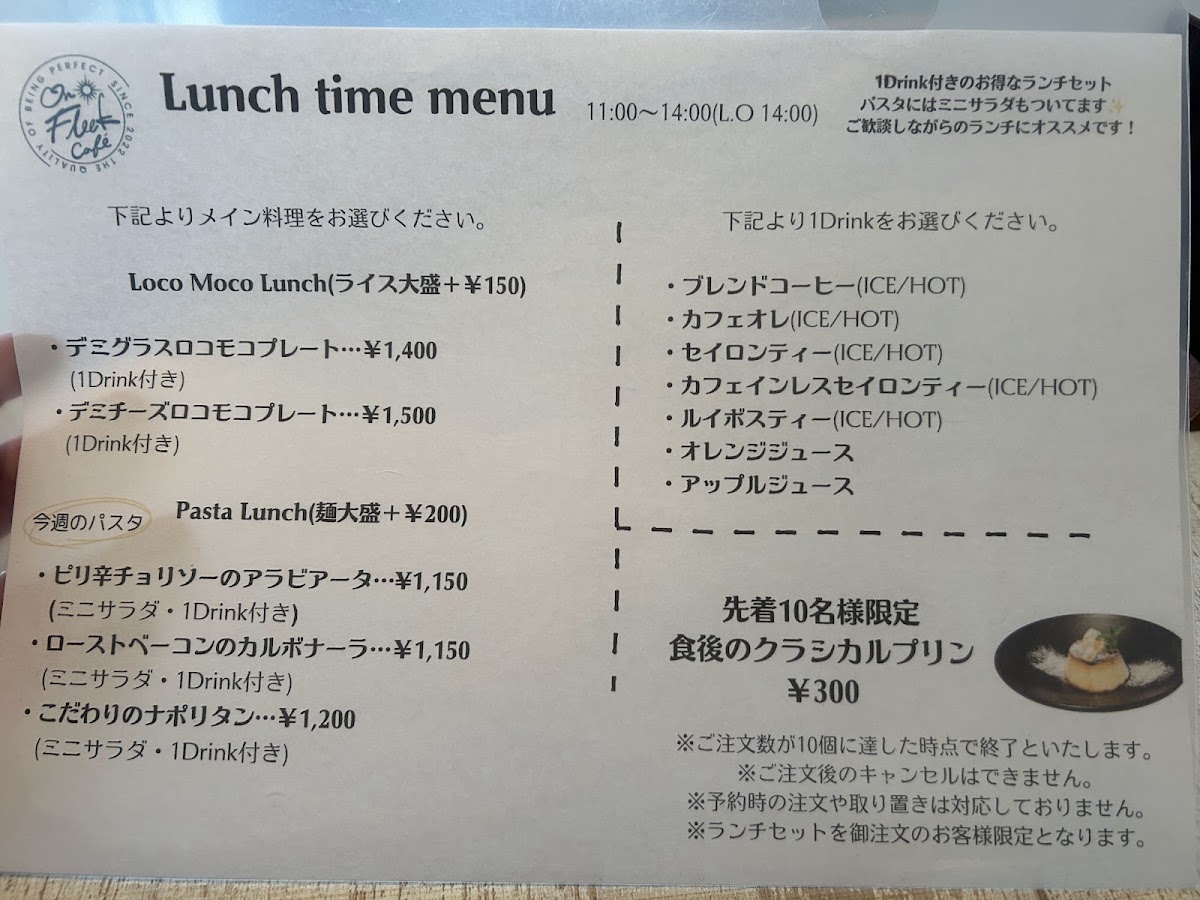 BEING PERFECT SINCE 2022 THE QUALITY OF
On
Fleek
Café
Lunch time menu
11:00〜14:00(L.O 14:00)
1Drink付きのお得なランチセット
パスタにはミニサラダもついてます✨
ご歓談しながらのランチにオススメです！
下記よりメイン料理をお選びください。
Loco Moco Lunch(ライス大盛＋￥150)
・デミグラスロコモコプレート…￥1,400
(1Drink付き)
・デミチーズロコモコプレート…￥1,500
(1Drink付き)
今週のパスタ
Pasta Lunch(麺大盛＋￥200)
・ピリ辛チョリソーのアラビアータ…￥1,150
(ミニサラダ・1Drink付き)
・ローストベーコンのカルボナーラ…￥1,150
(ミニサラダ・1Drink付き)
・こだわりのナポリタン…￥1,200
(ミニサラダ・1Drink付き)
下記より1Drinkをお選びください。
・ブレンドコーヒー(ICE/HOT)
・カフェオレ(ICE/HOT)
・セイロンティー(ICE/HOT)
・カフェインレスセイロンティー(ICE/HOT)
・ルイボスティー(ICE/HOT)
・オレンジジュース
・アップルジュース
先着10名様限定
食後のクラシカルプリン
￥300
※ご注文数が10個に達した時点で終了といたします。
※ご注文後のキャンセルはできません。
※予約時の注文や取り置きは対応しておりません。
※ランチセットを御注文のお客様限定となります。